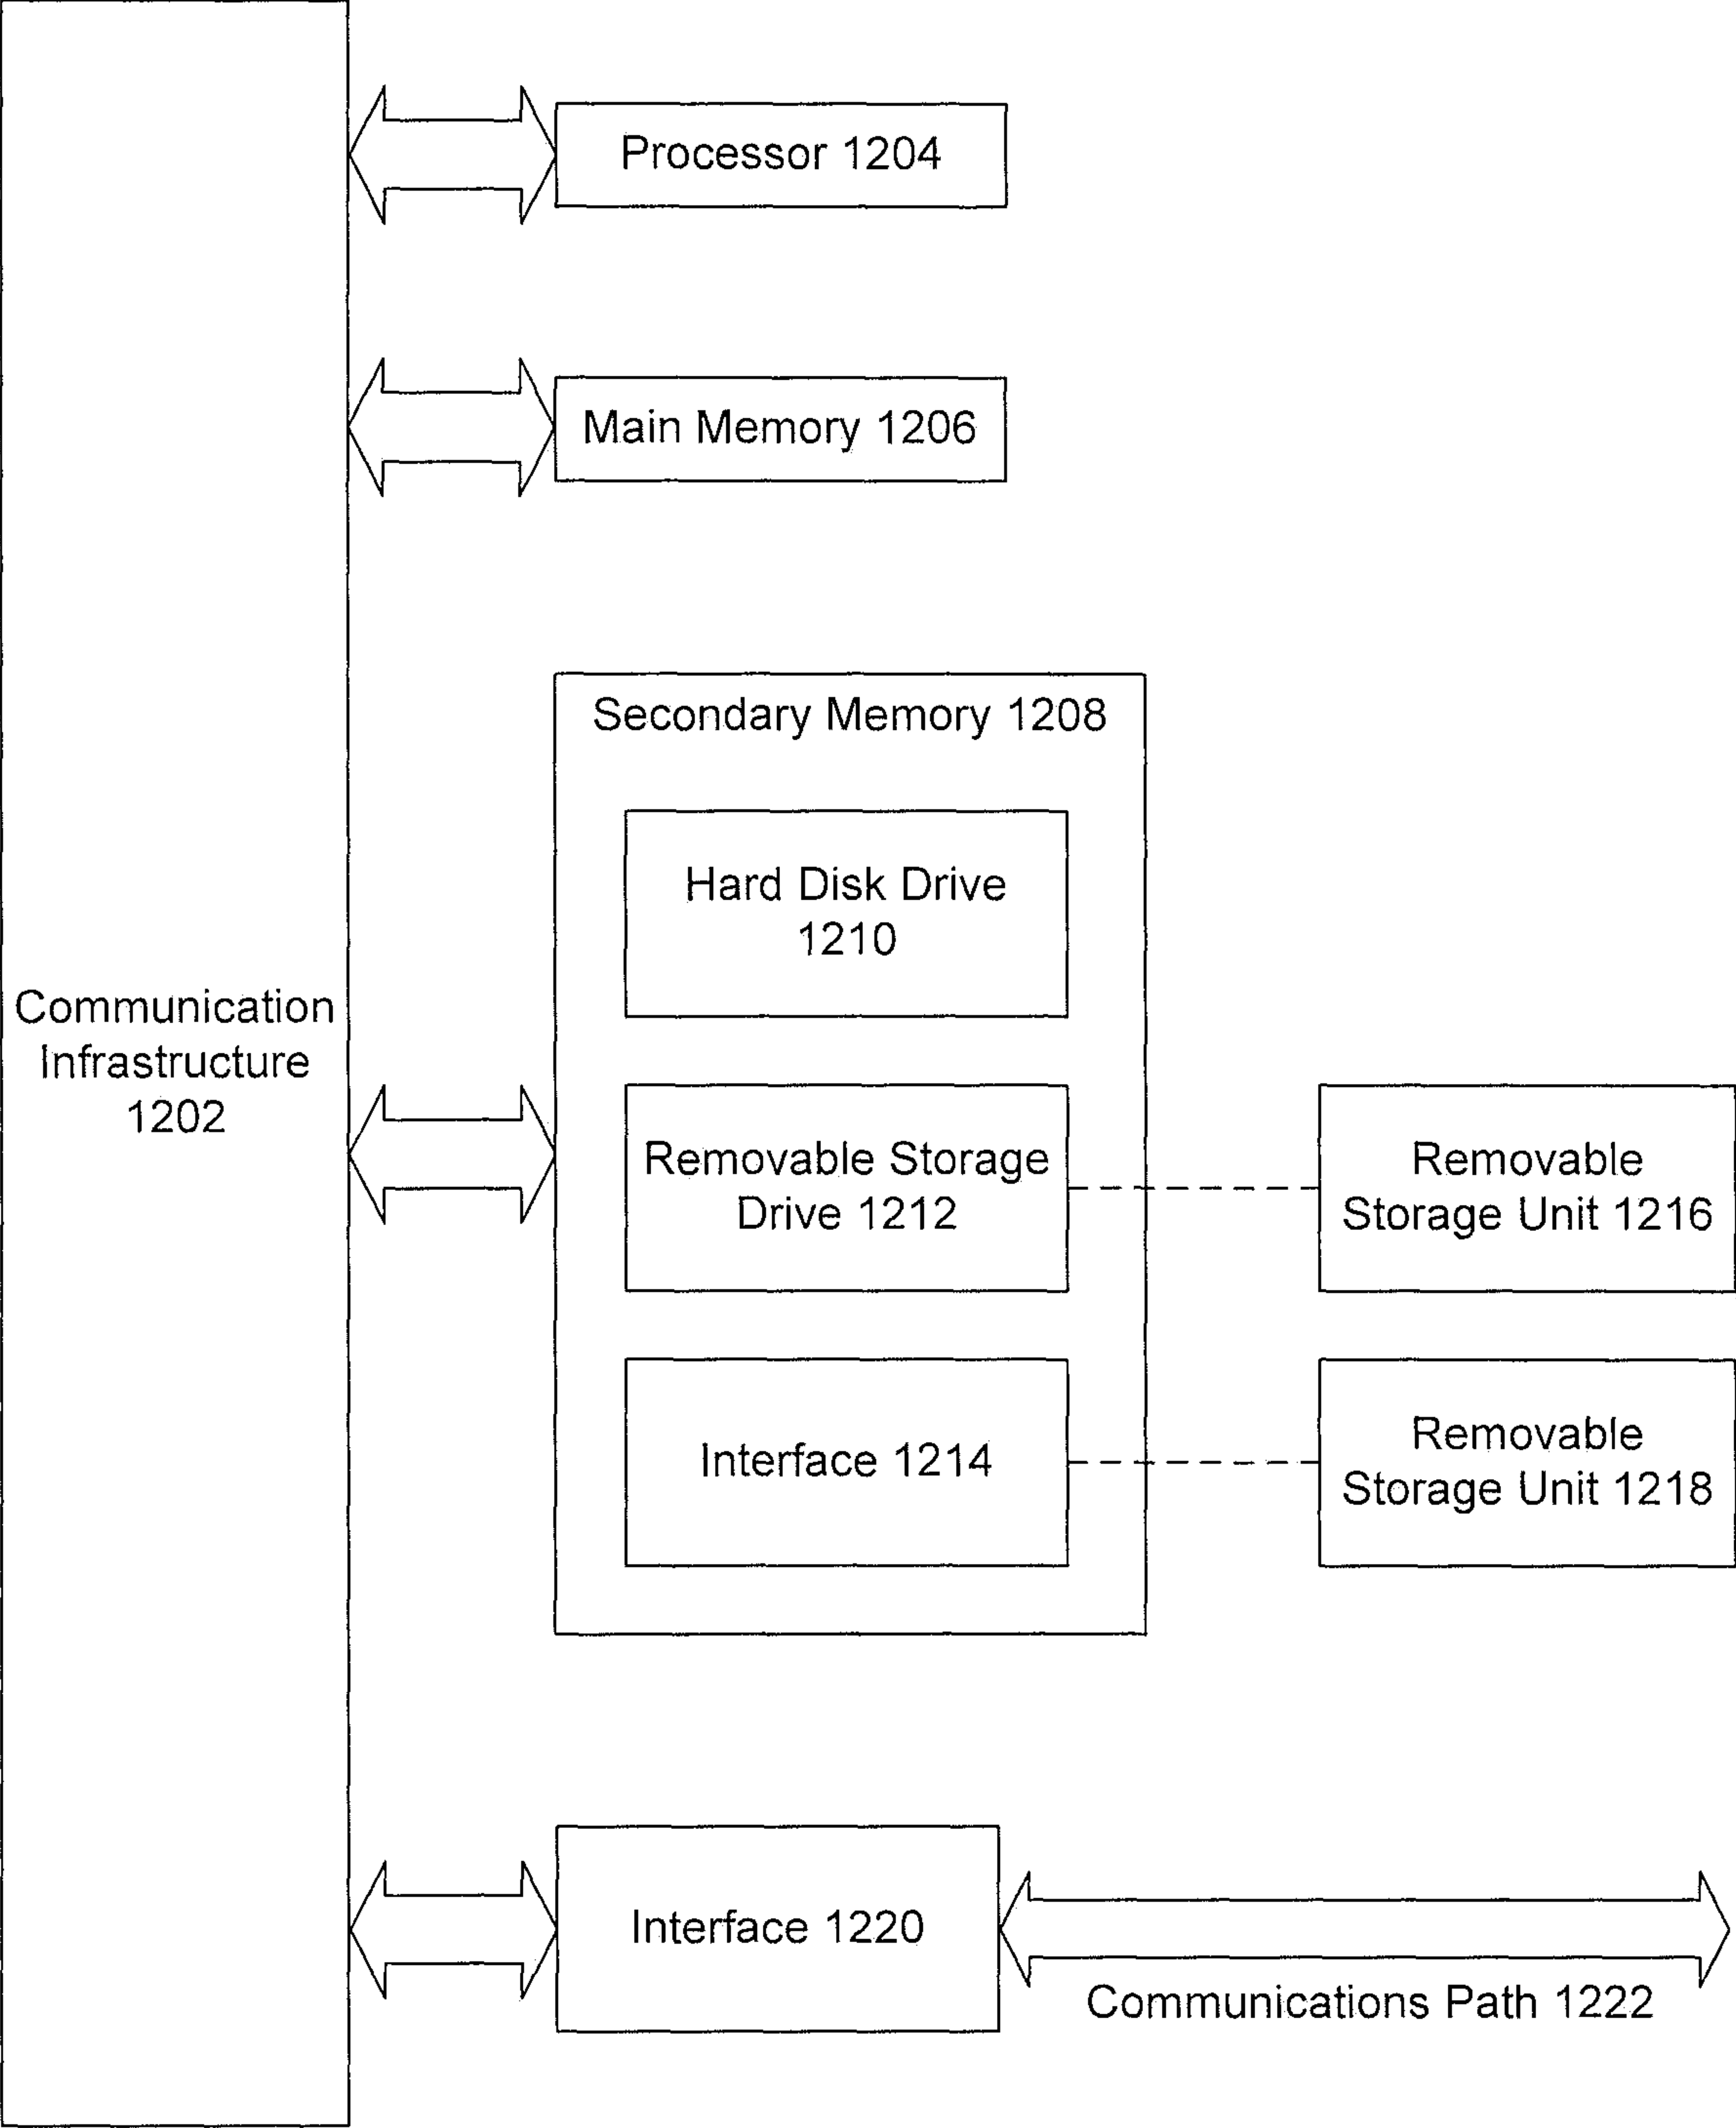 Processor 1204
Main Memory 1206
Secondary Memory 1208
Hard Disk Drive
1210
Communication
Infrastructure
1202
Removable Storage
Drive 1212
Removable
Storage Unit 1216
Interface 1214
Removable
Storage Unit 1218
Interface 1220
Communications Path 1222